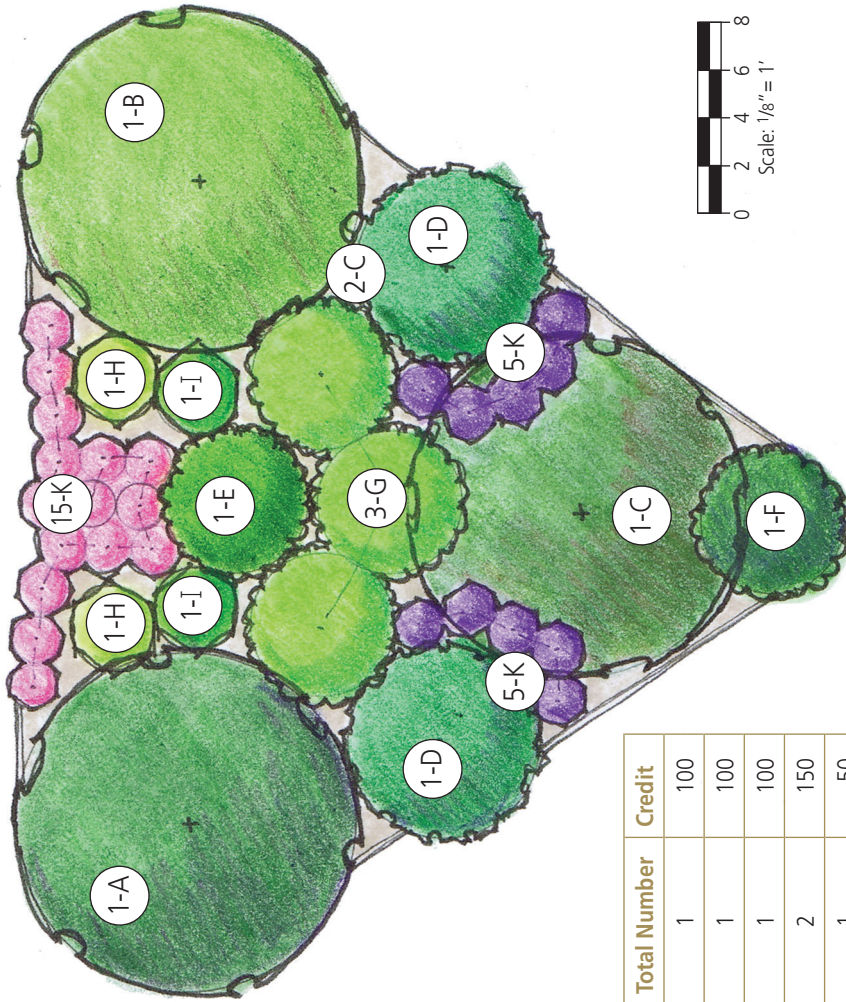 1-A
1-B
15-K
1-H
1-H
1-I
1-I
1-E
2-C
1-D
1-D
3-G
5-K
5-K
1-C
1-F
0 2 4 6 8
Scale: 1/8" = 1'
Total Number Credit
1 100
1 100
1 100
2 150
1 50